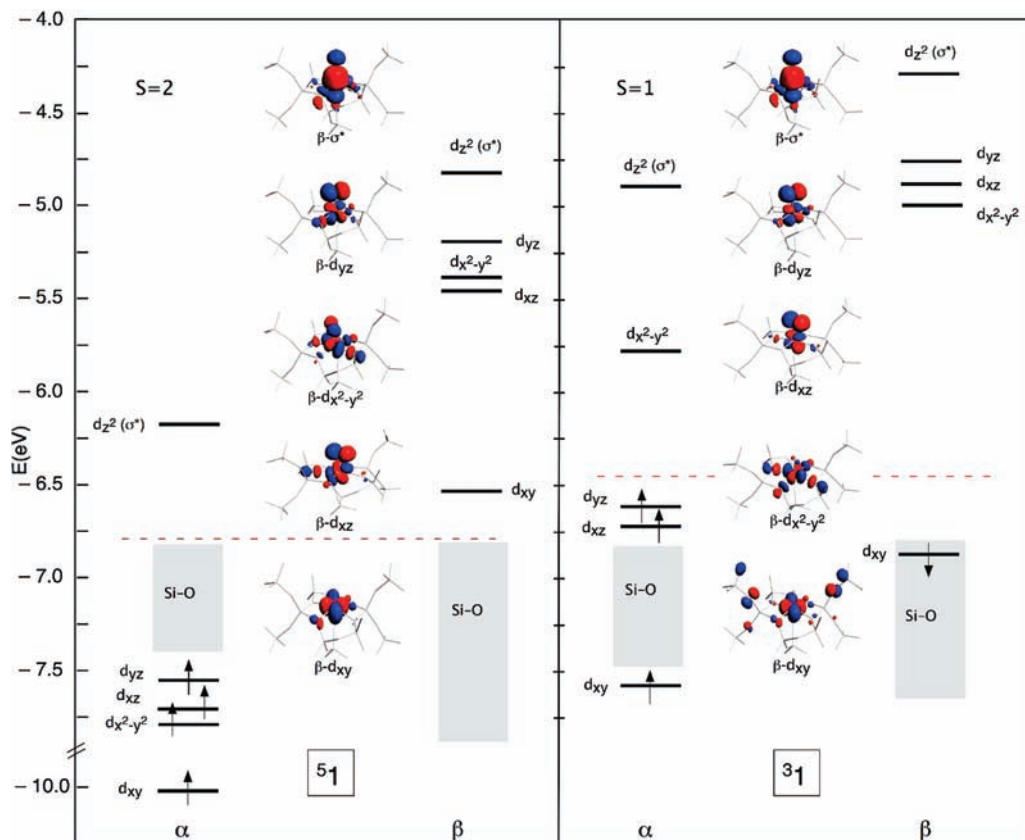 E(eV)
−4.0
−4.5
−5.0
−5.5
−6.0
−6.5
−7.0
−7.5
−10.0
S=2
β-σ*
dz² (σ*)
β-dyz
dyz
dx²-y²
dxz
β-dx²-y²
dz² (σ*)
β-dxz
dxy
Si-O
Si-O
β-dxy
dyz
dxz
dx²-y²
dxy
⁵1
α
β
S=1
dz² (σ*)
β-σ*
dz² (σ*)
dyz
dxz
dx²-y²
β-dyz
dx²-y²
β-dxz
dyz
dxz
β-dx²-y²
dxy
Si-O
Si-O
β-dxy
dxy
³1
α
β